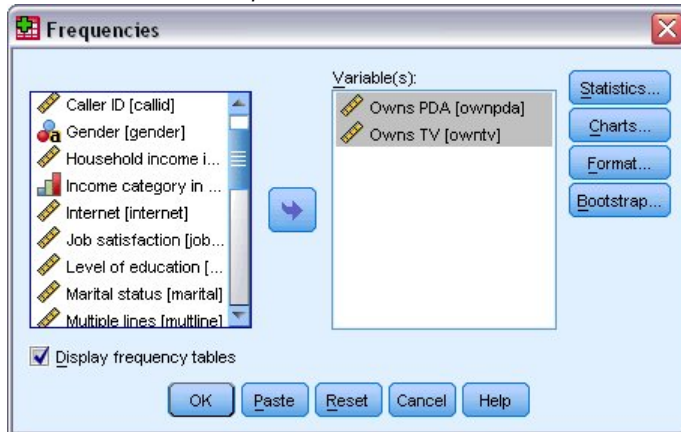 Frequencies
Caller ID [callid]
Gender [gender]
Household income i...
Income category in ...
Internet [internet]
Job satisfaction [job...
Level of education [...
Marital status [marital]
Multiple lines [multline]
Variable(s):
Owns PDA [ownpda]
Owns TV [owntv]
Statistics...
Charts...
Format...
Bootstrap...
Display frequency tables
OK Paste Reset Cancel Help